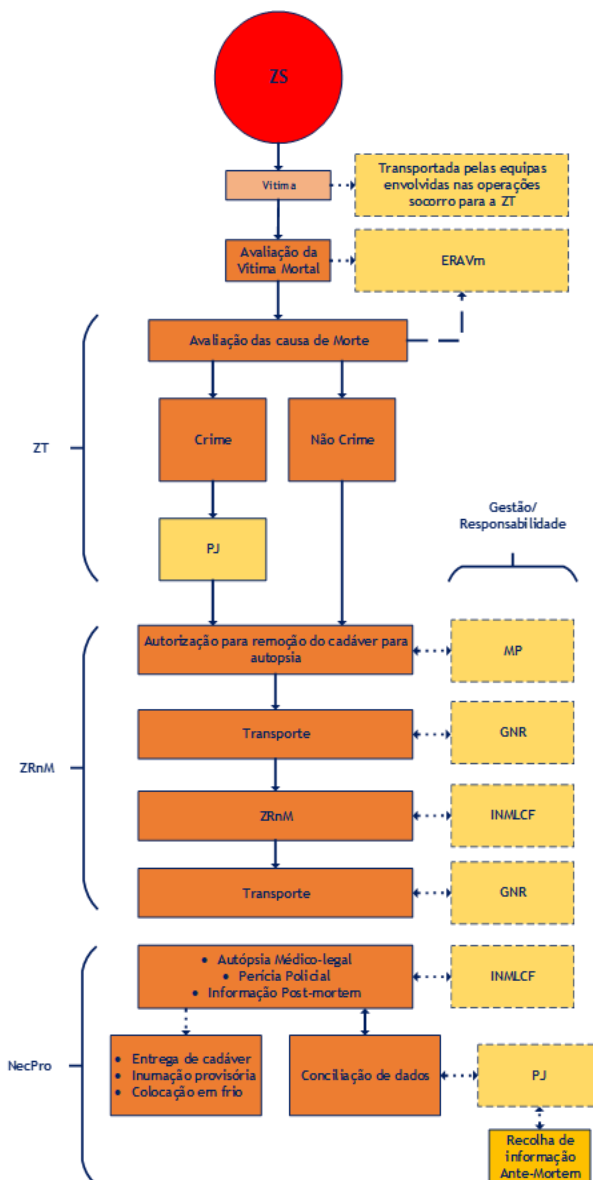 ZS
Vítima
Transportada pelas equipas
envolvidas nas operações
socorro para a ZT
Avaliação da
Vítima Mortal
ERAVm
Avaliação das causa de Morte
ZT
Crime
Não Crime
PJ
Gestão/
Responsabilidade
Autorização para remoção do cadáver para
autopsia
MP
Transporte
GNR
ZRnM
ZRnM
INMLCF
Transporte
GNR
• Autópsia Médico-legal
• Perícia Policial
• Informação Post-mortem
INMLCF
NecPro
• Entrega de cadáver
• Inumação provisória
• Colocação em frio
Conciliação de dados
PJ
Recolha de
informação
Ante-Mortem